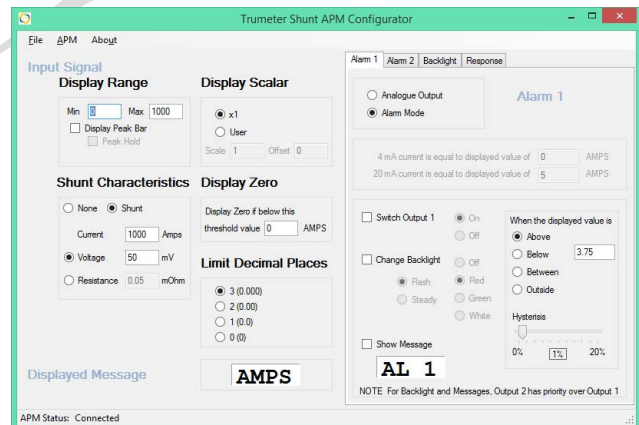 Trumeter Shunt APM Configurator
File APM About
Input Signal
Display Range
Min 0 Max 1000
Display Peak Bar
Peak Hold
Shunt Characteristics
None Shunt
Current 1000 Amps
Voltage 50 mV
Resistance 0.05 mOhm
Display Scalar
x1
User
Scale 1 Offset 0
Display Zero
Display Zero if below this
threshold value 0 AMPS
Limit Decimal Places
3 (0.000)
2 (0.00)
1 (0.0)
0 (0)
Displayed Message
AMPS
Alarm 1 Alarm 2 Backlight Response
Analogue Output
Alarm Mode
Alarm 1
4 mA current is equal to displayed value of 0 AMPS
20 mA current is equal to displayed value of 5 AMPS
Switch Output 1 On
Off
Change Backlight Off
Flash Red
Steady Green
White
Show Message
AL 1
When the displayed value is
Above
Below 3.75
Between
Outside
Hysterisis
0% 1% 20%
NOTE For Backlight and Messages, Output 2 has priority over Output 1
APM Status: Connected